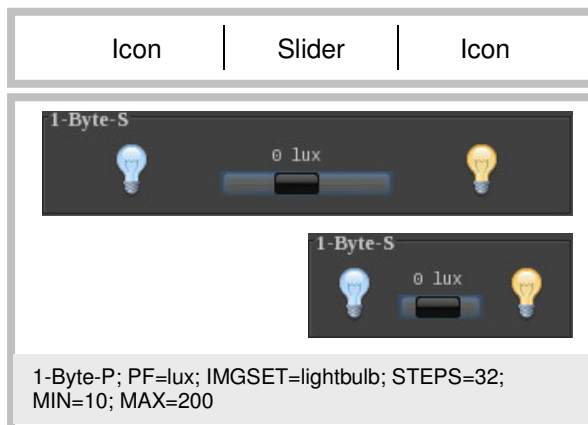 Icon Slider Icon
1-Byte-S
0 lux
1-Byte-S
0 lux
1-Byte-P; PF=lux; IMGSET=lightbulb; STEPS=32;
MIN=10; MAX=200